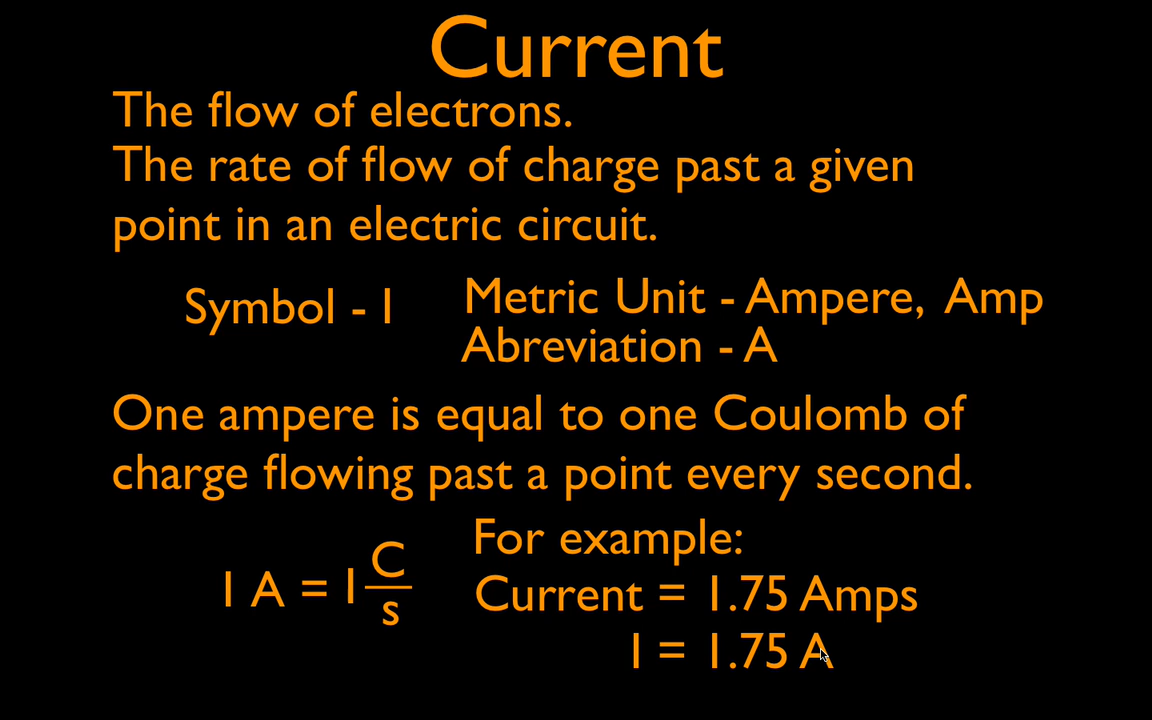 Current
The flow of electrons.
The rate of flow of charge past a given
point in an electric circuit.
Symbol - I
Metric Unit - Ampere, Amp
Abreviation - A
One ampere is equal to one Coulomb of
charge flowing past a point every second.
1 A = 1 C/s
For example:
Current = 1.75 Amps
I = 1.75 A